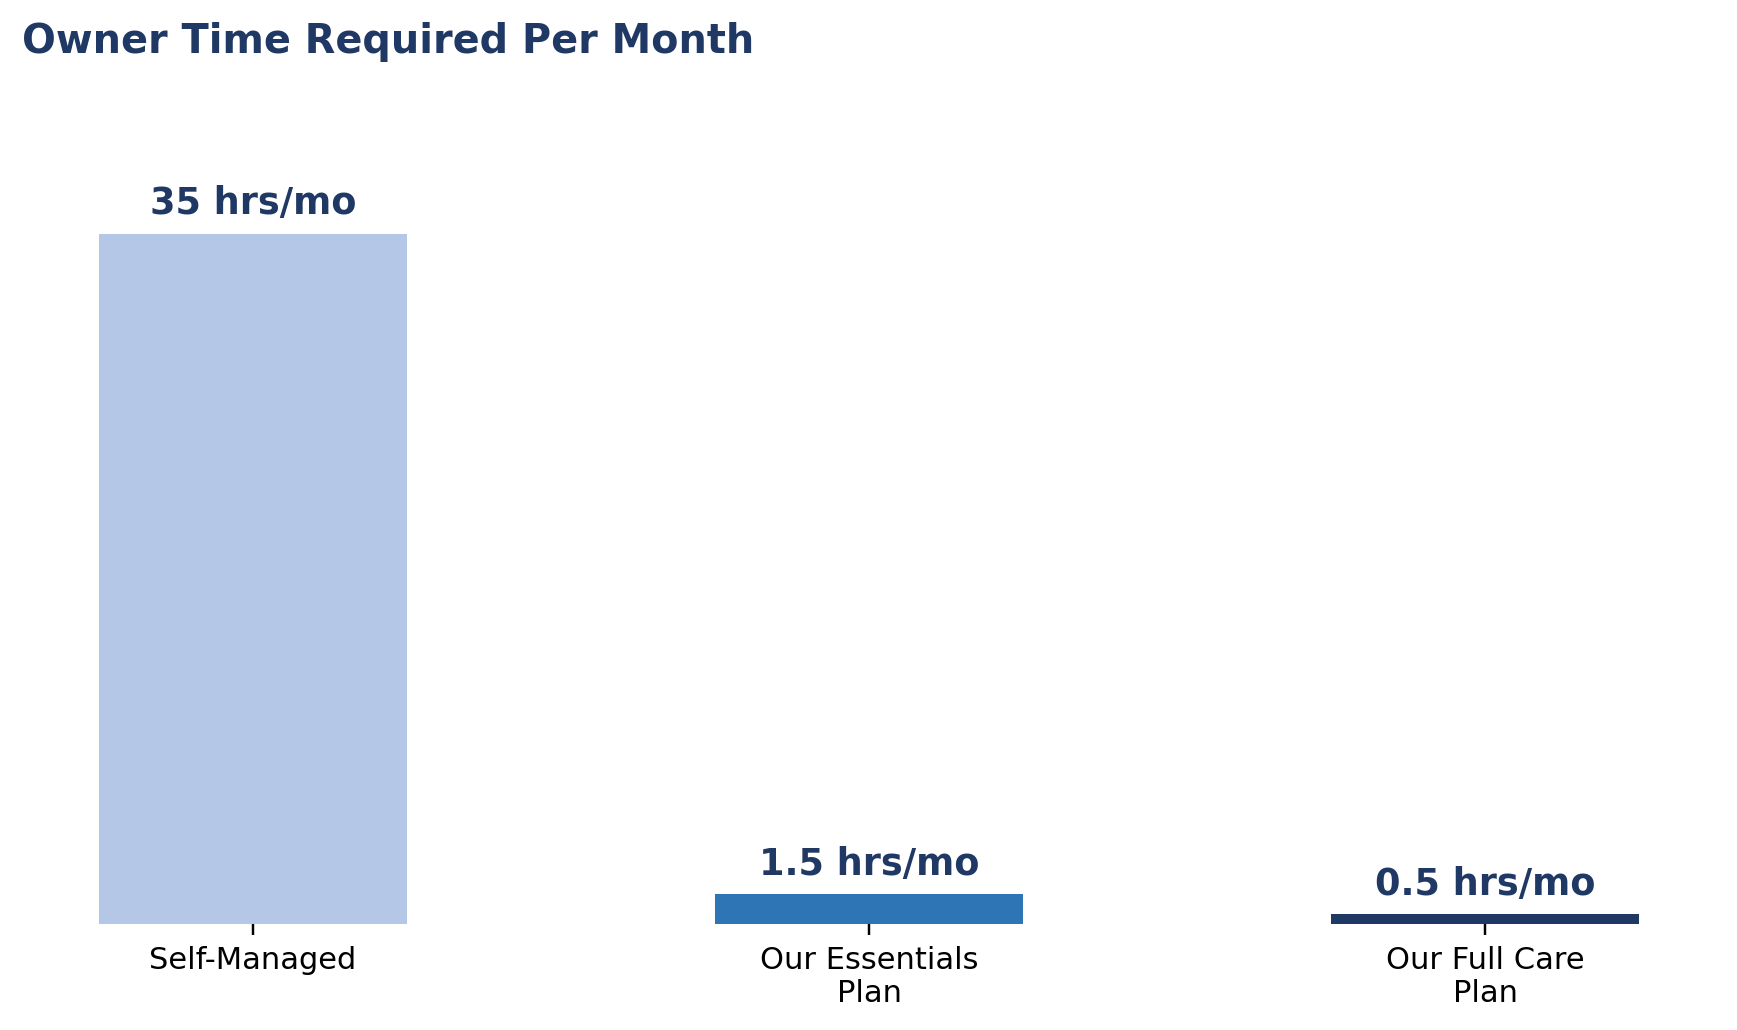 Owner Time Required Per Month
35 hrs/mo
1.5 hrs/mo
0.5 hrs/mo
Self-Managed
Our Essentials
Plan
Our Full Care
Plan